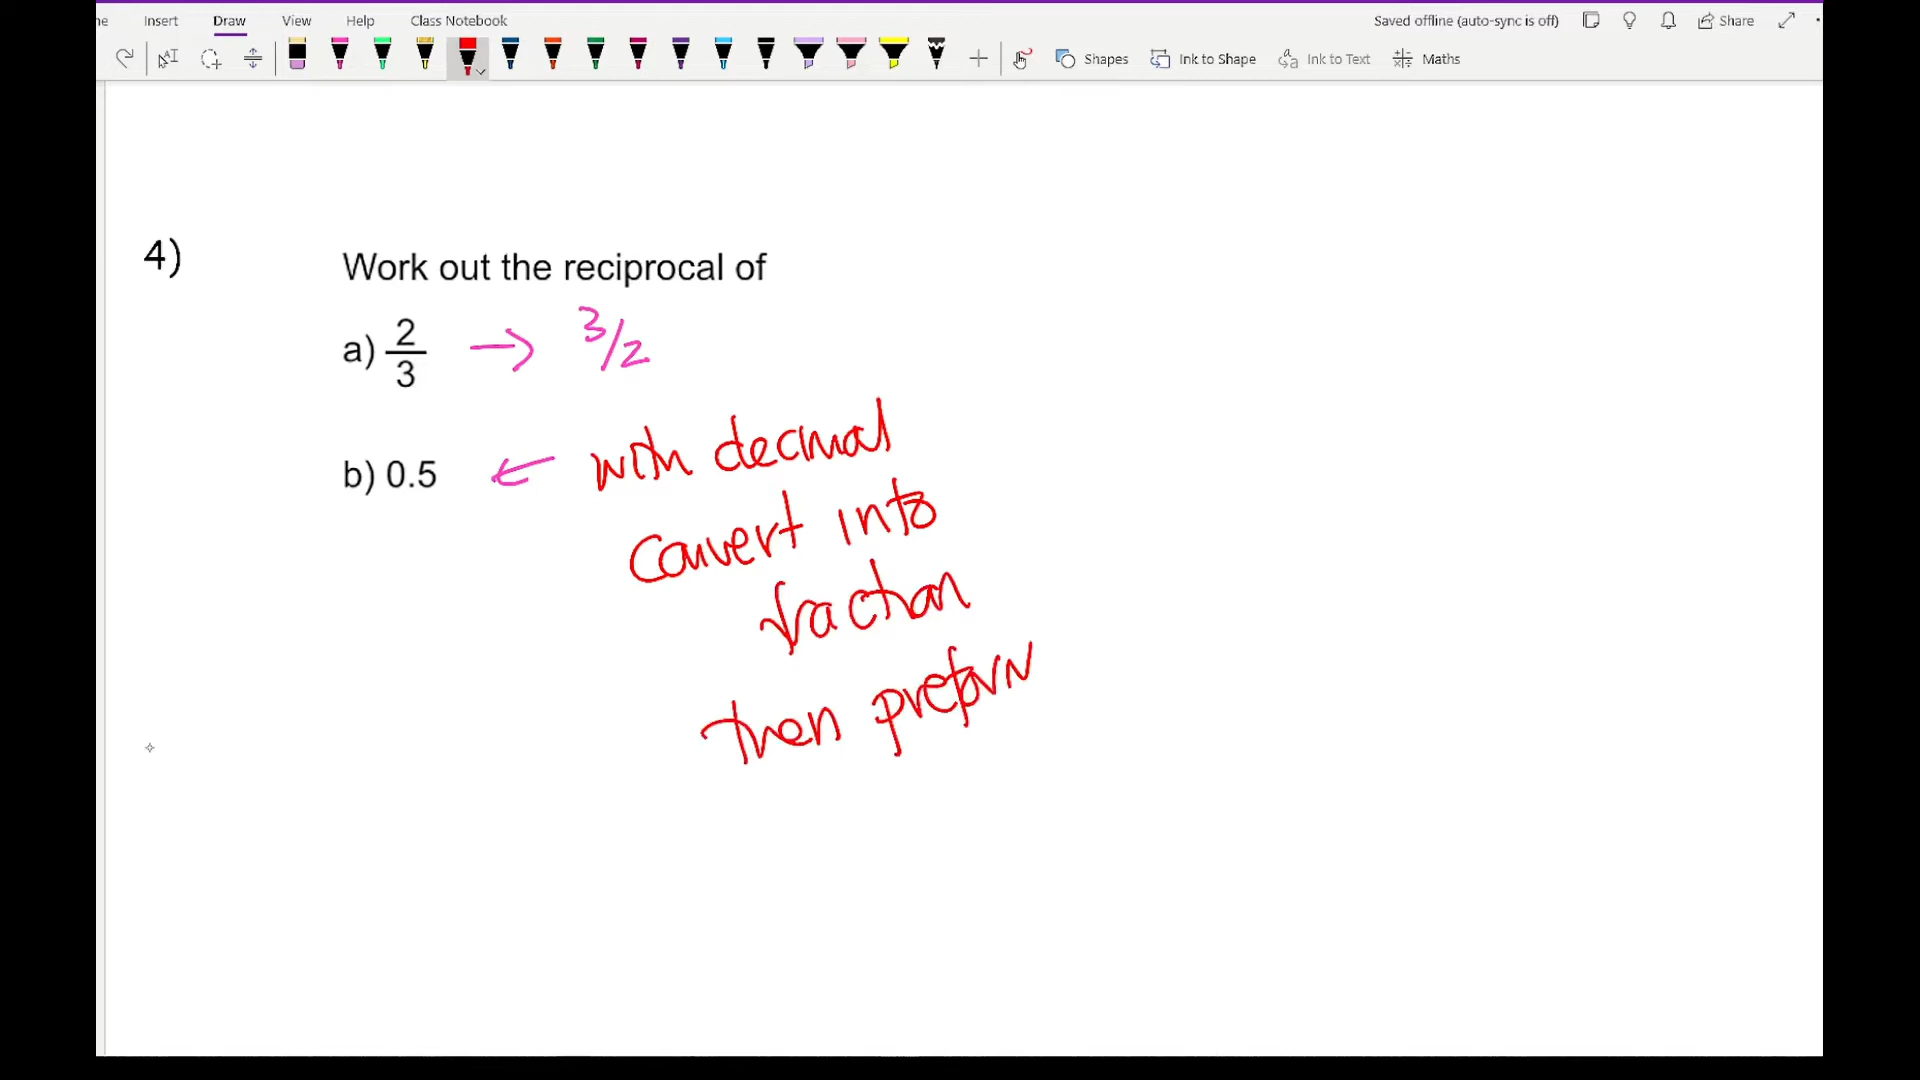 ne Insert Draw View Help Class Notebook Saved offline (auto-sync is off) Share
Shapes Ink to Shape Ink to Text Maths
4) Work out the reciprocal of
a) 2/3 → 3/2
b) 0.5 ← with decimal
convert into
fraction
then